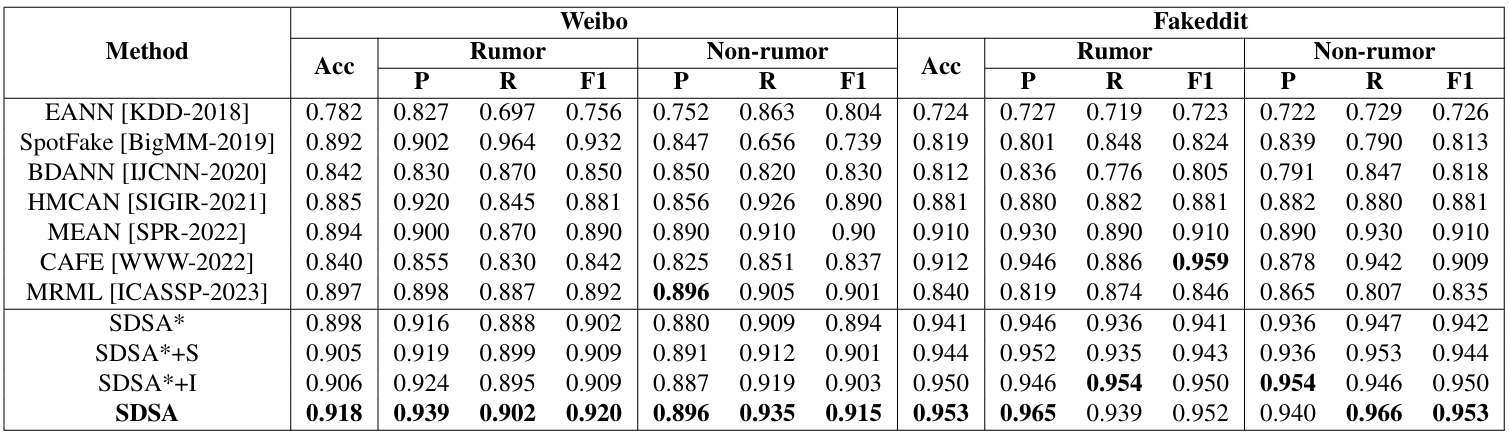 Method Weibo Fakeddit
Acc Rumor Non-rumor Acc Rumor Non-rumor
P R F1 P R F1 P R F1 P R F1
EANN [KDD-2018] 0.782 0.827 0.697 0.756 0.752 0.863 0.804 0.724 0.727 0.719 0.723 0.722 0.729 0.726
SpotFake [BigMM-2019] 0.892 0.902 0.964 0.932 0.847 0.656 0.739 0.819 0.801 0.848 0.824 0.839 0.790 0.813
BDANN [IJCNN-2020] 0.842 0.830 0.870 0.850 0.850 0.820 0.830 0.812 0.836 0.776 0.805 0.791 0.847 0.818
HMCAN [SIGIR-2021] 0.885 0.920 0.845 0.881 0.856 0.926 0.890 0.881 0.880 0.882 0.881 0.882 0.880 0.881
MEAN [SPR-2022] 0.894 0.900 0.870 0.890 0.890 0.910 0.90 0.910 0.930 0.890 0.910 0.890 0.930 0.910
CAFE [WWW-2022] 0.840 0.855 0.830 0.842 0.825 0.851 0.837 0.912 0.946 0.886 0.959 0.878 0.942 0.909
MRML [ICASSP-2023] 0.897 0.898 0.887 0.892 0.896 0.905 0.901 0.840 0.819 0.874 0.846 0.865 0.807 0.835
SDSA* 0.898 0.916 0.888 0.902 0.880 0.909 0.894 0.941 0.946 0.936 0.941 0.936 0.947 0.942
SDSA*+S 0.905 0.919 0.899 0.909 0.891 0.912 0.901 0.944 0.952 0.935 0.943 0.936 0.953 0.944
SDSA*+I 0.906 0.924 0.895 0.909 0.887 0.919 0.903 0.950 0.946 0.954 0.950 0.954 0.946 0.950
SDSA 0.918 0.939 0.902 0.920 0.896 0.935 0.915 0.953 0.965 0.939 0.952 0.940 0.966 0.953